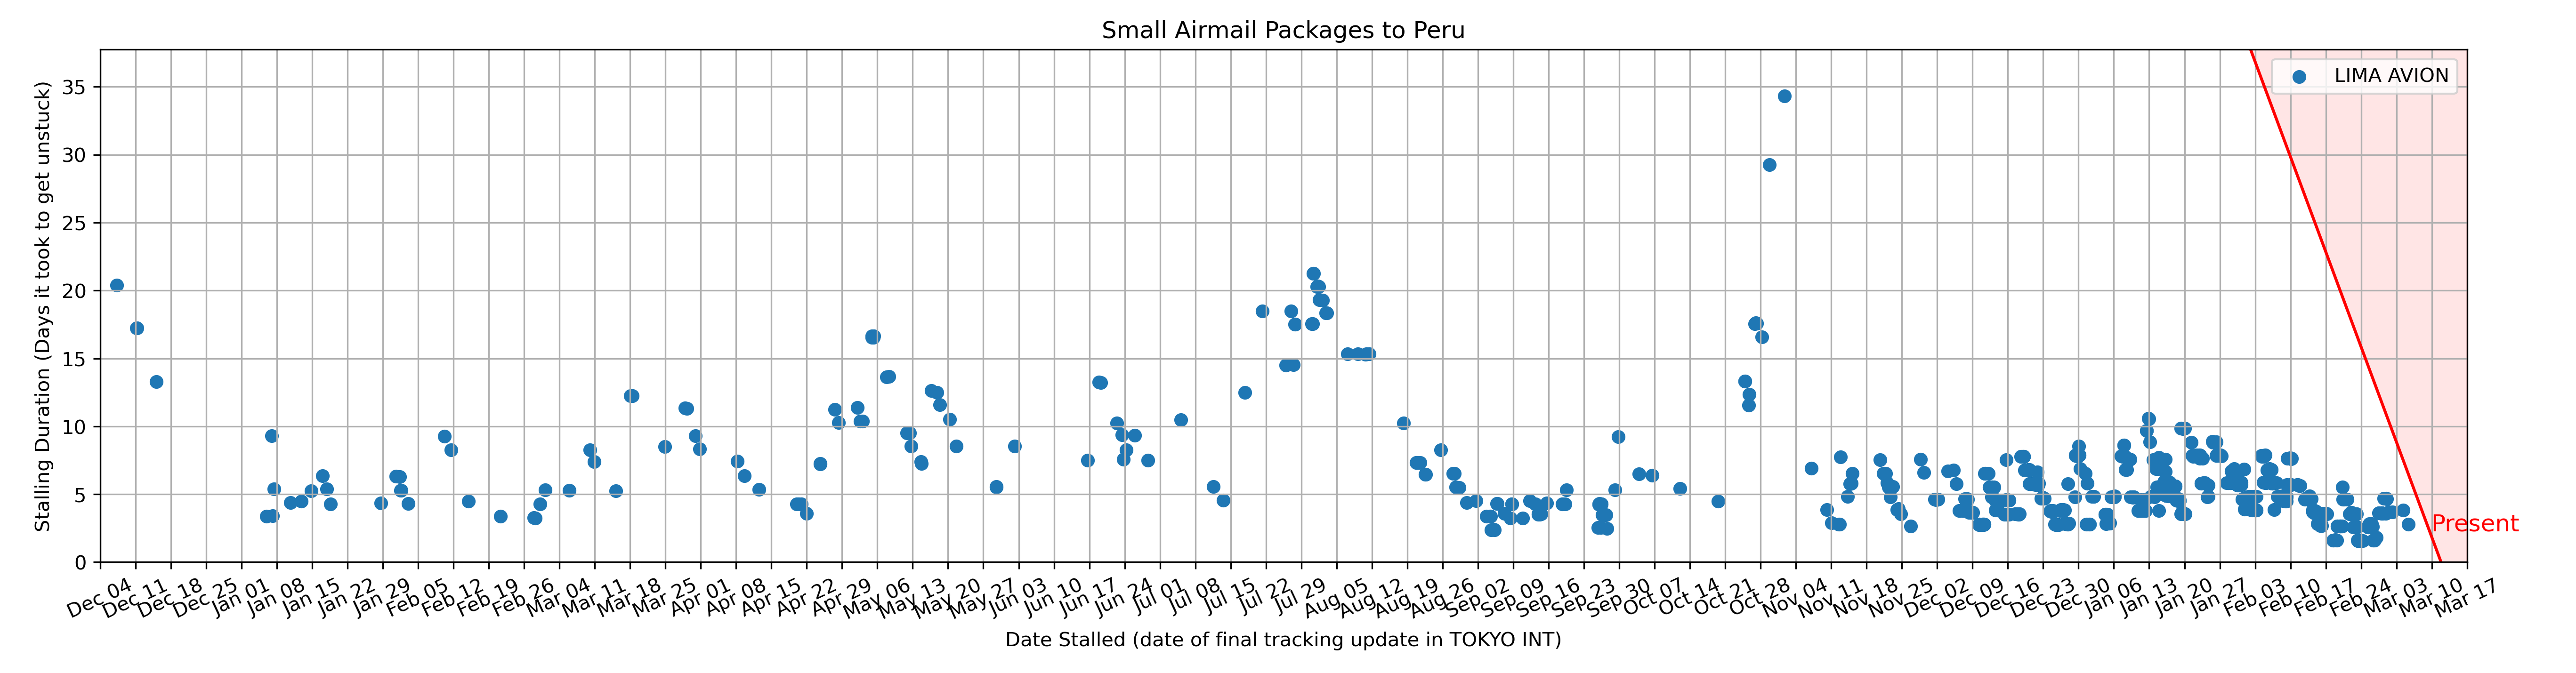 Small Airmail Packages to Peru
LIMA AVION
Stalling Duration (Days it took to get unstuck)
35
30
25
20
15
10
5
0
Present
Dec 04 Dec 11 Dec 18 Dec 25 Jan 01 Jan 08 Jan 15 Jan 22 Jan 29 Feb 05 Feb 12 Feb 19 Feb 26 Mar 04 Mar 11 Mar 18 Mar 25 Apr 01 Apr 08 Apr 15 Apr 22 Apr 29 May 06 May 13 May 20 May 27 Jun 03 Jun 10 Jun 17 Jun 24 Jul 01 Jul 08 Jul 15 Jul 22 Jul 29 Aug 05 Aug 12 Aug 19 Aug 26 Sep 02 Sep 09 Sep 16 Sep 23 Sep 30 Oct 07 Oct 14 Oct 21 Oct 28 Nov 04 Nov 11 Nov 18 Nov 25 Dec 02 Dec 09 Dec 16 Dec 23 Dec 30 Jan 06 Jan 13 Jan 20 Jan 27 Feb 03 Feb 10 Feb 17 Feb 24 Mar 03 Mar 10 Mar 17
Date Stalled (date of final tracking update in TOKYO INT)